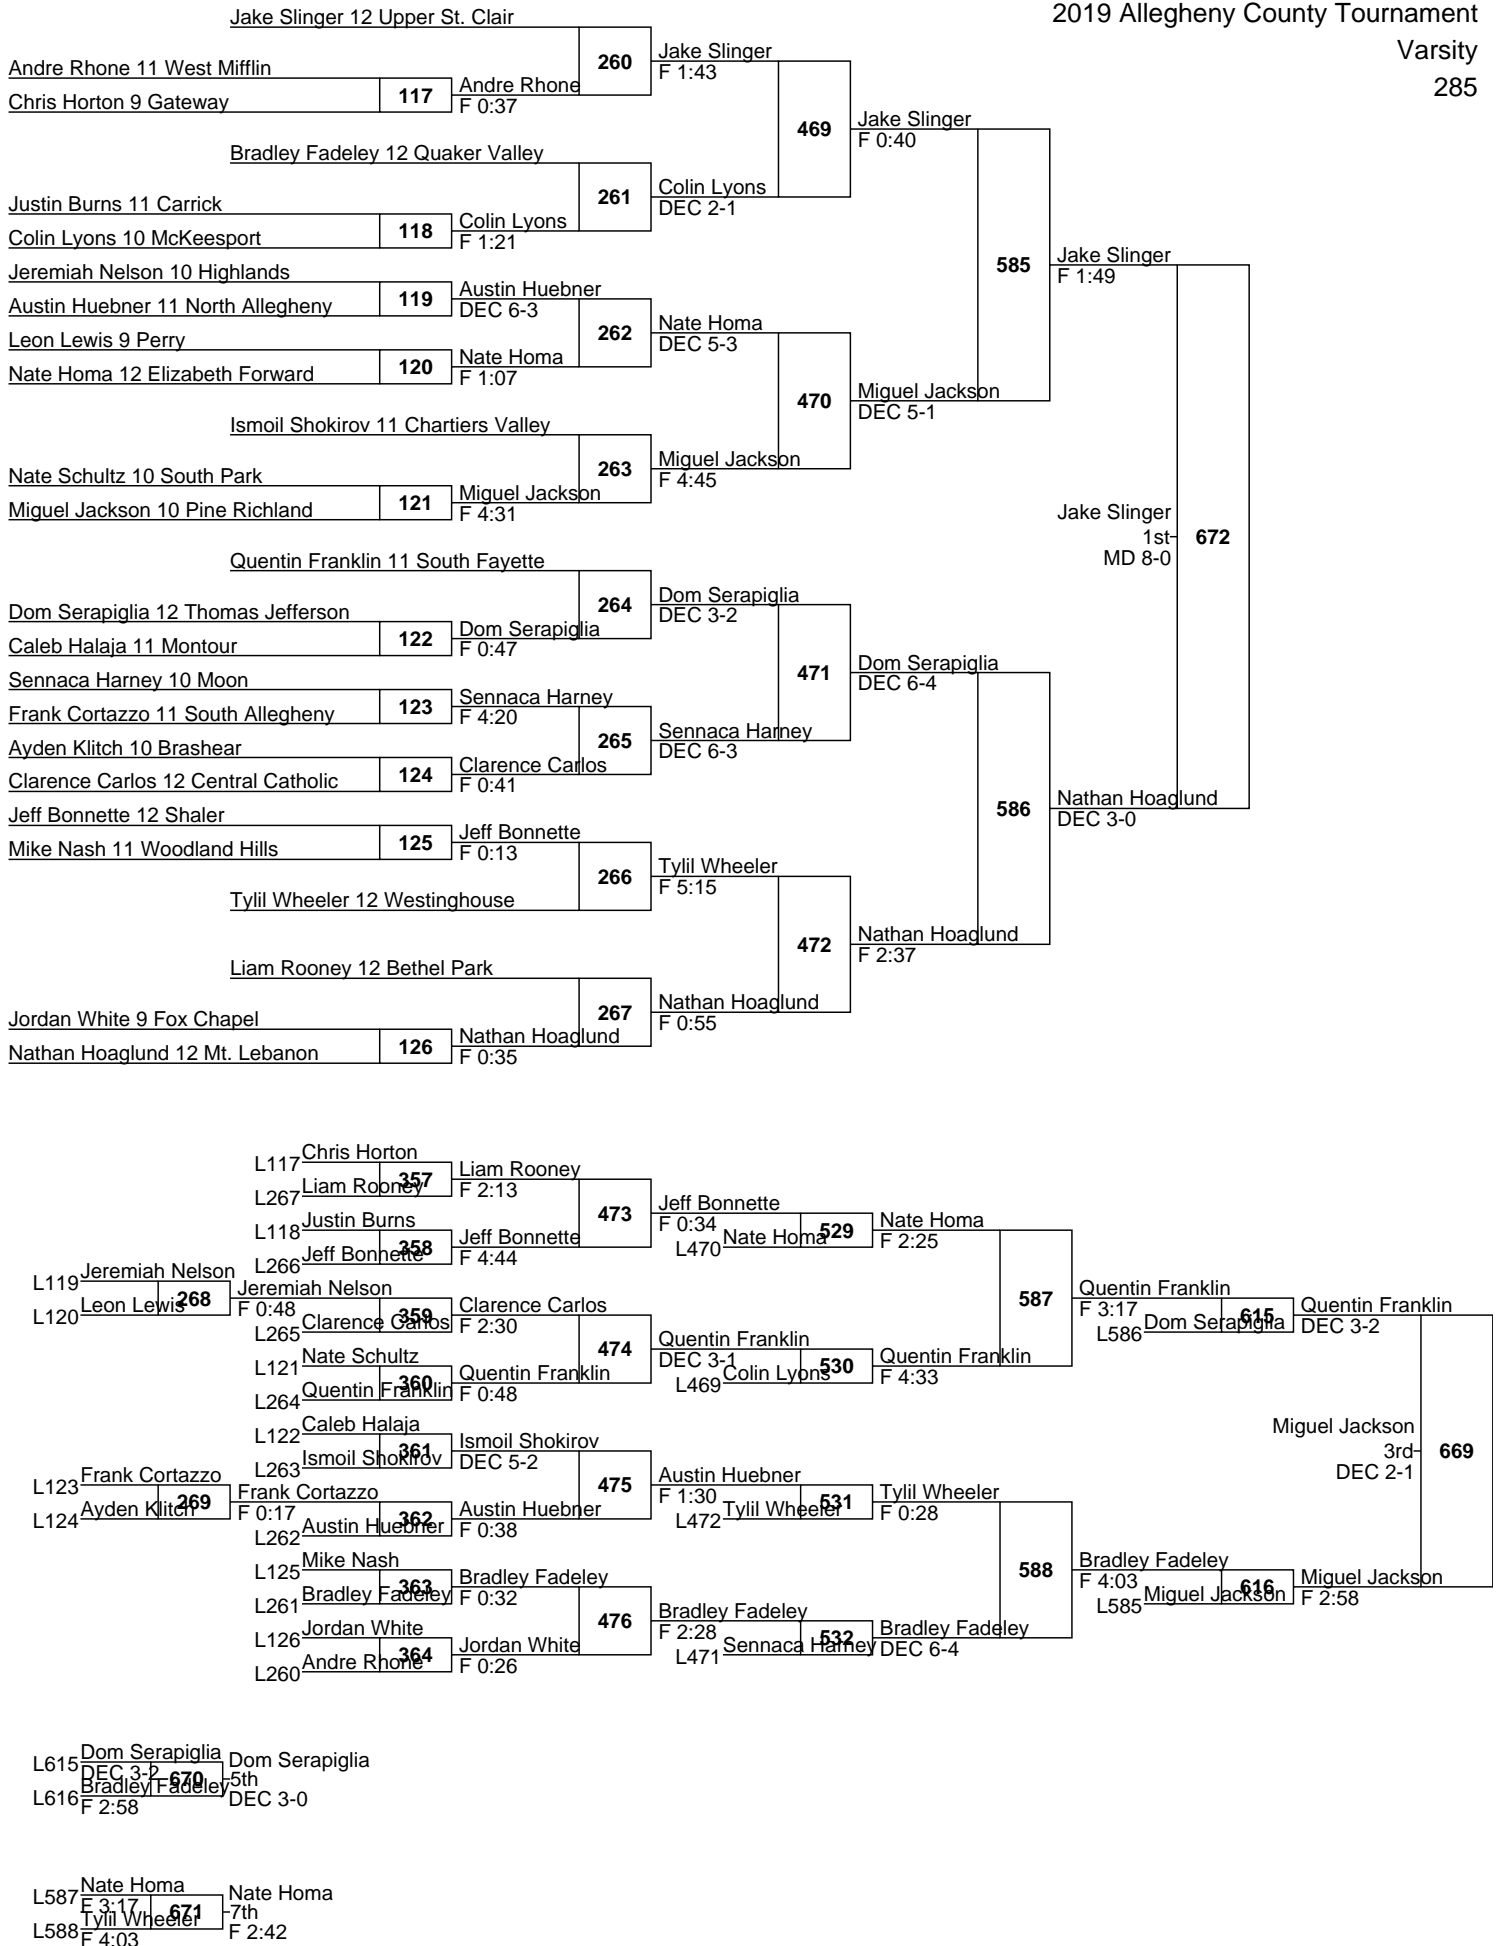 2019 Allegheny County Tournament
Varsity
285
Jake Slinger 12 Upper St. Clair
260
Jake Slinger
F 1:43
Andre Rhone 11 West Mifflin
117
Andre Rhone
F 0:37
Chris Horton 9 Gateway
469
Jake Slinger
F 0:40
Bradley Fadeley 12 Quaker Valley
261
Colin Lyons
DEC 2-1
Justin Burns 11 Carrick
118
Colin Lyons
F 1:21
Colin Lyons 10 McKeesport
585
Jake Slinger
F 1:49
Jeremiah Nelson 10 Highlands
119
Austin Huebner
DEC 6-3
Austin Huebner 11 North Allegheny
262
Nate Homa
DEC 5-3
Leon Lewis 9 Perry
120
Nate Homa
F 1:07
Nate Homa 12 Elizabeth Forward
470
Miguel Jackson
DEC 5-1
Ismoil Shokirov 11 Chartiers Valley
263
Miguel Jackson
F 4:45
Nate Schultz 10 South Park
121
Miguel Jackson
F 4:31
Miguel Jackson 10 Pine Richland
Jake Slinger
1st
672
MD 8-0
Quentin Franklin 11 South Fayette
264
Dom Serapiglia
DEC 3-2
Dom Serapiglia 12 Thomas Jefferson
122
Dom Serapiglia
F 0:47
Caleb Halaja 11 Montour
471
Dom Serapiglia
DEC 6-4
Sennaca Harney 10 Moon
123
Sennaca Harney
F 4:20
Frank Cortazzo 11 South Allegheny
265
Sennaca Harney
DEC 6-3
Ayden Klitch 10 Brashear
124
Clarence Carlos
F 0:41
Clarence Carlos 12 Central Catholic
586
Nathan Hoaglund
DEC 3-0
Jeff Bonnette 12 Shaler
125
Jeff Bonnette
F 0:13
Mike Nash 11 Woodland Hills
266
Tylil Wheeler
F 5:15
Tylil Wheeler 12 Westinghouse
472
Nathan Hoaglund
F 2:37
Liam Rooney 12 Bethel Park
267
Nathan Hoaglund
F 0:55
Jordan White 9 Fox Chapel
126
Nathan Hoaglund
F 0:35
Nathan Hoaglund 12 Mt. Lebanon
L117
Chris Horton
357
Liam Rooney
F 2:13
L267
Liam Rooney
473
Jeff Bonnette
F 0:34
L118
Justin Burns
358
Jeff Bonnette
F 4:44
L266
Jeff Bonnette
L470
Nate Homa
529
Nate Homa
F 2:25
L119
Jeremiah Nelson
268
Jeremiah Nelson
F 0:48
L120
Leon Lewis
359
Clarence Carlos
F 2:30
L265
Clarence Carlos
587
Quentin Franklin
F 3:17
474
Quentin Franklin
DEC 3-1
L121
Nate Schultz
360
Quentin Franklin
F 0:48
L264
Quentin Franklin
L469
Colin Lyons
530
Quentin Franklin
F 4:33
L586
Dom Serapiglia
615
Quentin Franklin
DEC 3-2
L122
Caleb Halaja
361
Ismoil Shokirov
DEC 5-2
L263
Ismoil Shokirov
Miguel Jackson
3rd
669
DEC 2-1
475
Austin Huebner
F 1:30
L123
Frank Cortazzo
269
Frank Cortazzo
F 0:17
L124
Ayden Klitch
362
Austin Huebner
F 0:38
L262
Austin Huebner
L472
Tylil Wheeler
531
Tylil Wheeler
F 0:28
L125
Mike Nash
363
Bradley Fadeley
F 0:32
L261
Bradley Fadeley
588
Bradley Fadeley
F 4:03
L585
Miguel Jackson
616
Miguel Jackson
F 2:58
476
Bradley Fadeley
F 2:28
L126
Jordan White
364
Jordan White
F 0:26
L260
Andre Rhone
L471
Sennaca Harney
532
Bradley Fadeley
DEC 6-4
L615
Dom Serapiglia
DEC 3-2
670
Dom Serapiglia
5th
DEC 3-0
L616
Bradley Fadeley
F 2:58
L587
Nate Homa
F 3:17
671
Nate Homa
7th
F 2:42
L588
Tylil Wheeler
F 4:03